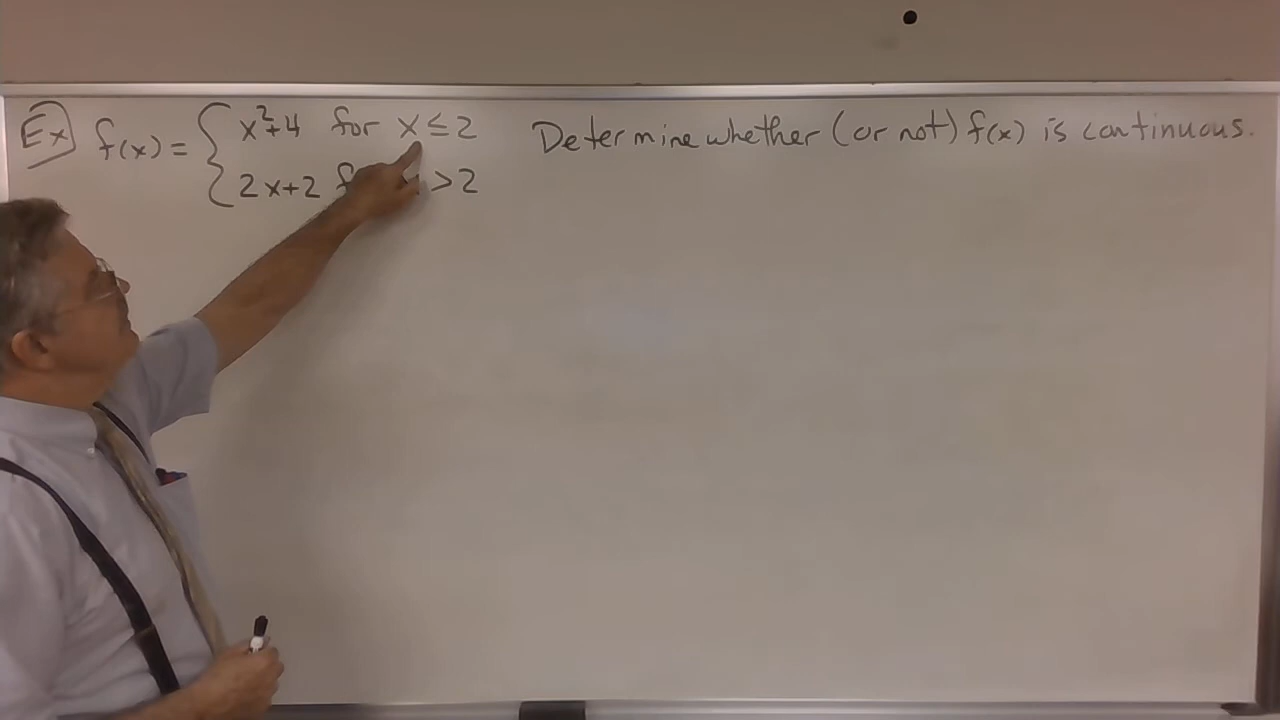 Ex f(x) = { x²+4 for x ≤ 2
2x+2 f >2
Determine whether (or not) f(x) is continuous.